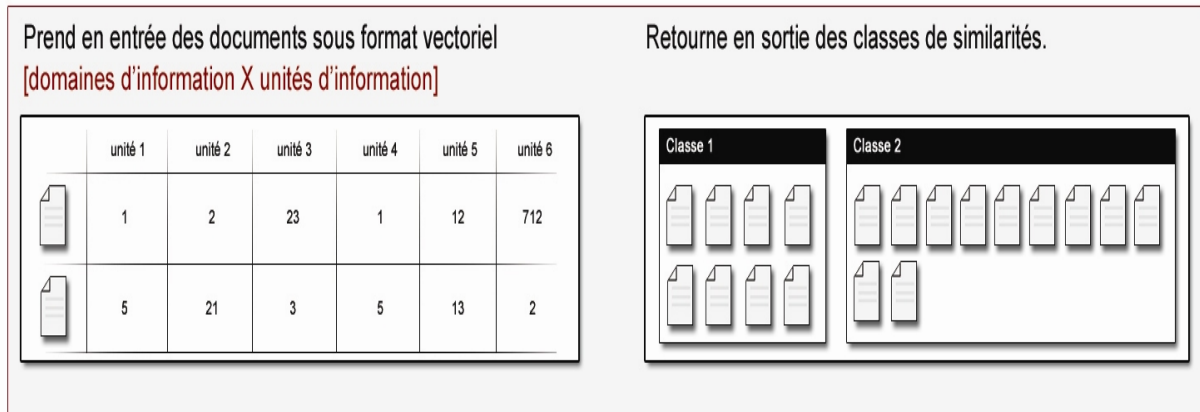 Prend en entrée des documents sous format vectoriel
[domaines d'information X unités d'information]
unité 1 unité 2 unité 3 unité 4 unité 5 unité 6
1 2 23 1 12 712
5 21 3 5 13 2
Retourne en sortie des classes de similarités.
Classe 1
Classe 2